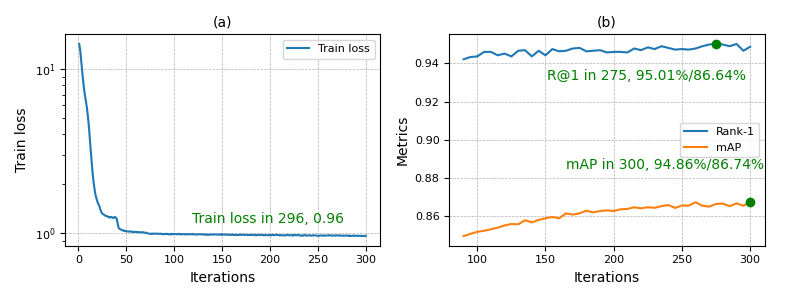 (a)
Train loss
10¹
10⁰
Train loss
Train loss in 296, 0.96
0 50 100 150 200 250 300
Iterations
(b)
Metrics
0.94
0.92
0.90
0.88
0.86
R@1 in 275, 95.01%/86.64%
Rank-1
mAP
mAP in 300, 94.86%/86.74%
100 150 200 250 300
Iterations